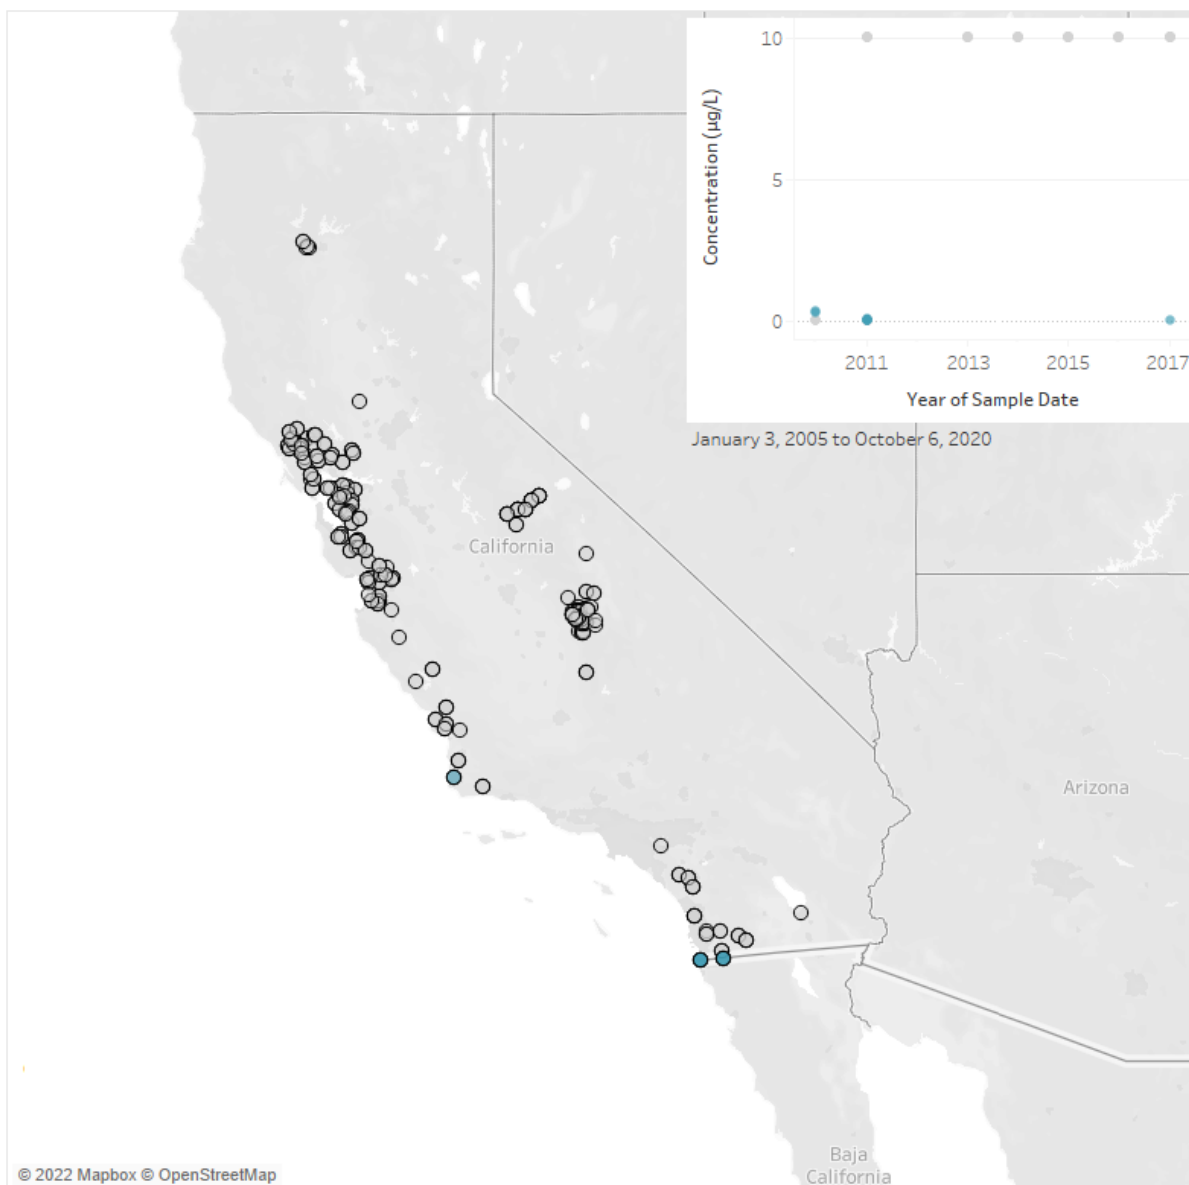 10
Concentration (µg/L)
5
0
2011 2013 2015 2017
Year of Sample Date
January 3, 2005 to October 6, 2020
California
Arizona
Baja
California
© 2022 Mapbox © OpenStreetMap